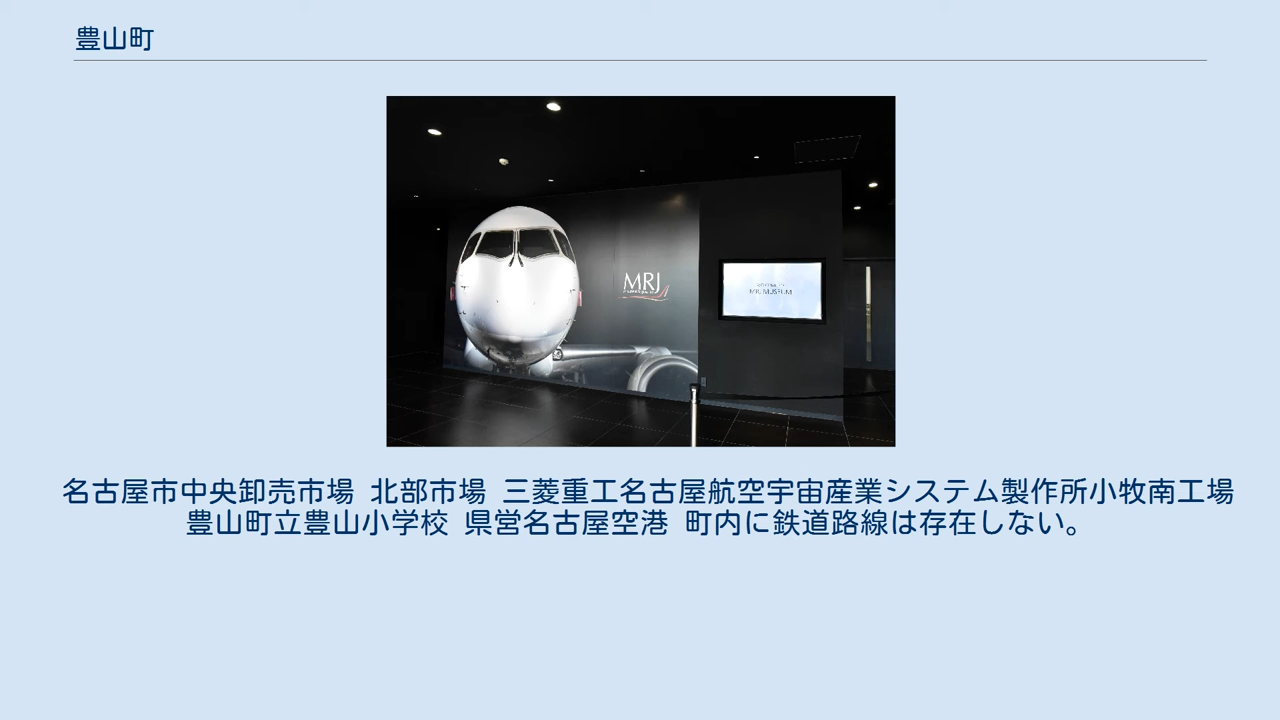 豊山町
MRJ
MRJ MUSEUM
名古屋市中央卸売市場 北部市場 三菱重工名古屋航空宇宙産業システム製作所小牧南工場
豊山町立豊山小学校 県営名古屋空港 町内に鉄道路線は存在しない。